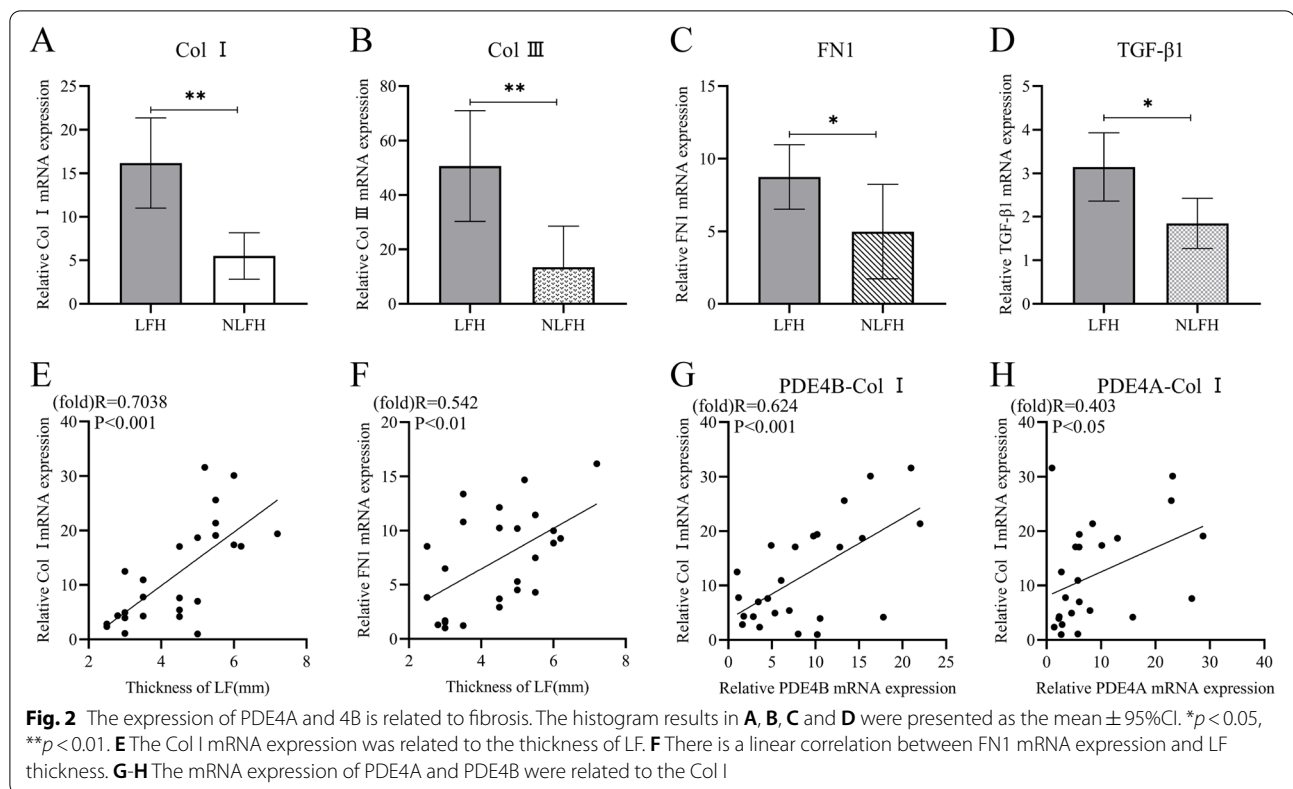 A
Col Ⅰ
Relative Col Ⅰ mRNA expression
25
20
15
10
5
0
**
LFH
NLFH
B
Col Ⅲ
Relative Col Ⅲ mRNA expression
80
60
40
20
0
**
LFH
NLFH
C
FN1
Relative FN1 mRNA expression
15
10
5
0
*
LFH
NLFH
D
TGF-β1
Relative TGF-β1 mRNA expression
5
4
3
2
1
0
*
LFH
NLFH
E
(fold)R=0.7038
P<0.001
Relative Col Ⅰ mRNA expression
40
30
20
10
0
2
4
6
8
Thickness of LF(mm)
F
(fold)R=0.542
P<0.01
Relative FN1 mRNA expression
20
15
10
5
0
2
4
6
8
Thickness of LF(mm)
G
PDE4B-Col Ⅰ
(fold)R=0.624
P<0.001
Relative Col Ⅰ mRNA expression
40
30
20
10
0
0
5
10
15
20
25
Relative PDE4B mRNA expression
H
PDE4A-Col Ⅰ
(fold)R=0.403
P<0.05
Relative Col Ⅰ mRNA expression
40
30
20
10
0
0
10
20
30
40
Relative PDE4A mRNA expression
Fig. 2 The expression of PDE4A and 4B is related to fibrosis. The histogram results in A, B, C and D were presented as the mean ± 95%CI. *p < 0.05,
**p < 0.01. E The Col I mRNA expression was related to the thickness of LF. F There is a linear correlation between FN1 mRNA expression and LF
thickness. G-H The mRNA expression of PDE4A and PDE4B were related to the Col I